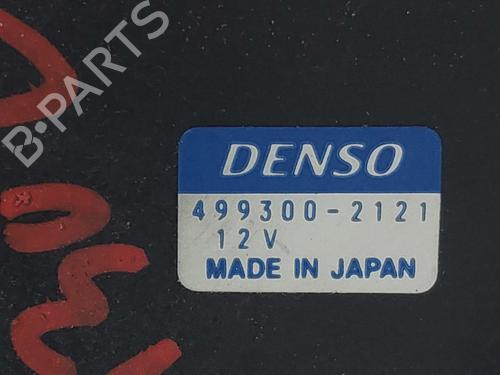 B-PARTS
DENSO
499300-2121
12V
MADE IN JAPAN